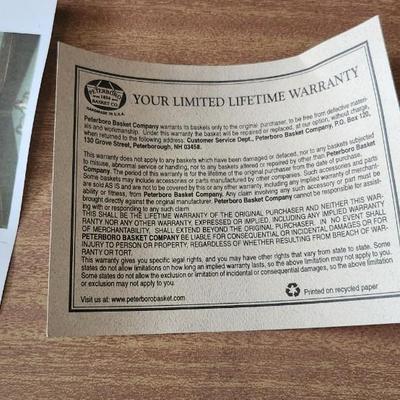 PETERBORO
1854
BASKET CO.
HANDMADE IN U.S.A.
YOUR LIMITED LIFETIME WARRANTY
Peterboro Basket Company warrants its baskets only to the original purchaser, to be free from defective materi-
als and workmanship. Under this warranty the basket will be repaired or replaced, at our option, without charge,
when returned to the following address: Customer Service Dept., Peterboro Basket Company, P.O. Box 120,
130 Grove Street, Peterborough, NH 03458.
This warranty does not apply to any baskets which have been damaged or defaced, nor to any baskets subjected
to misuse, abnormal service or handling, nor to any baskets altered or repaired by other than Peterboro Basket
Company. The period of this warranty is for the lifetime of the original purchaser from the date of purchase.
Some baskets may include accessories or parts manufactured by other companies. Such accessories and parts
are sold AS IS and are not to be covered by this or any other warranty, including any implied warranty of merchant-
ability or fitness, from Peterboro Basket Company. Any claim involving any accessory or part must be
brought directly against the original manufacturer. Peterboro Basket Company cannot be responsible for assist-
ing with or responding to any such claim
THIS SHALL BE THE LIFETIME WARRANTY OF THE ORIGINAL PURCHASER AND NEITHER THIS WAR-
RANTY NOR ANY OTHER WARRANTY, EXPRESSED OR IMPLIED, INCLUDING ANY IMPLIED WARRANTY
OF MERCHANTABILITY, SHALL EXTEND BEYOND THE ORIGINAL PURCHASER. IN NO EVENT SHALL
PETERBORO BASKET COMPANY BE LIABLE FOR CONSEQUENTIAL OR INCIDENTAL DAMAGES OR FOR
INJURY TO PERSON OR PROPERTY, REGARDLESS OF WHETHER RESULTING FROM BREACH OF WAR-
RANTY OR TORT.
This warranty gives you specific legal rights, and you may have other rights that vary from state to state. Some
states do not allow limitations on how long an implied warranty lasts, so the above limitation may not apply to you.
Some states do not allow the exclusion or limitation of incidental or consequential damages, so the above limitation
or exclusion may not apply to you.
Visit us at: www.peterborobasket.com
Printed on recycled paper